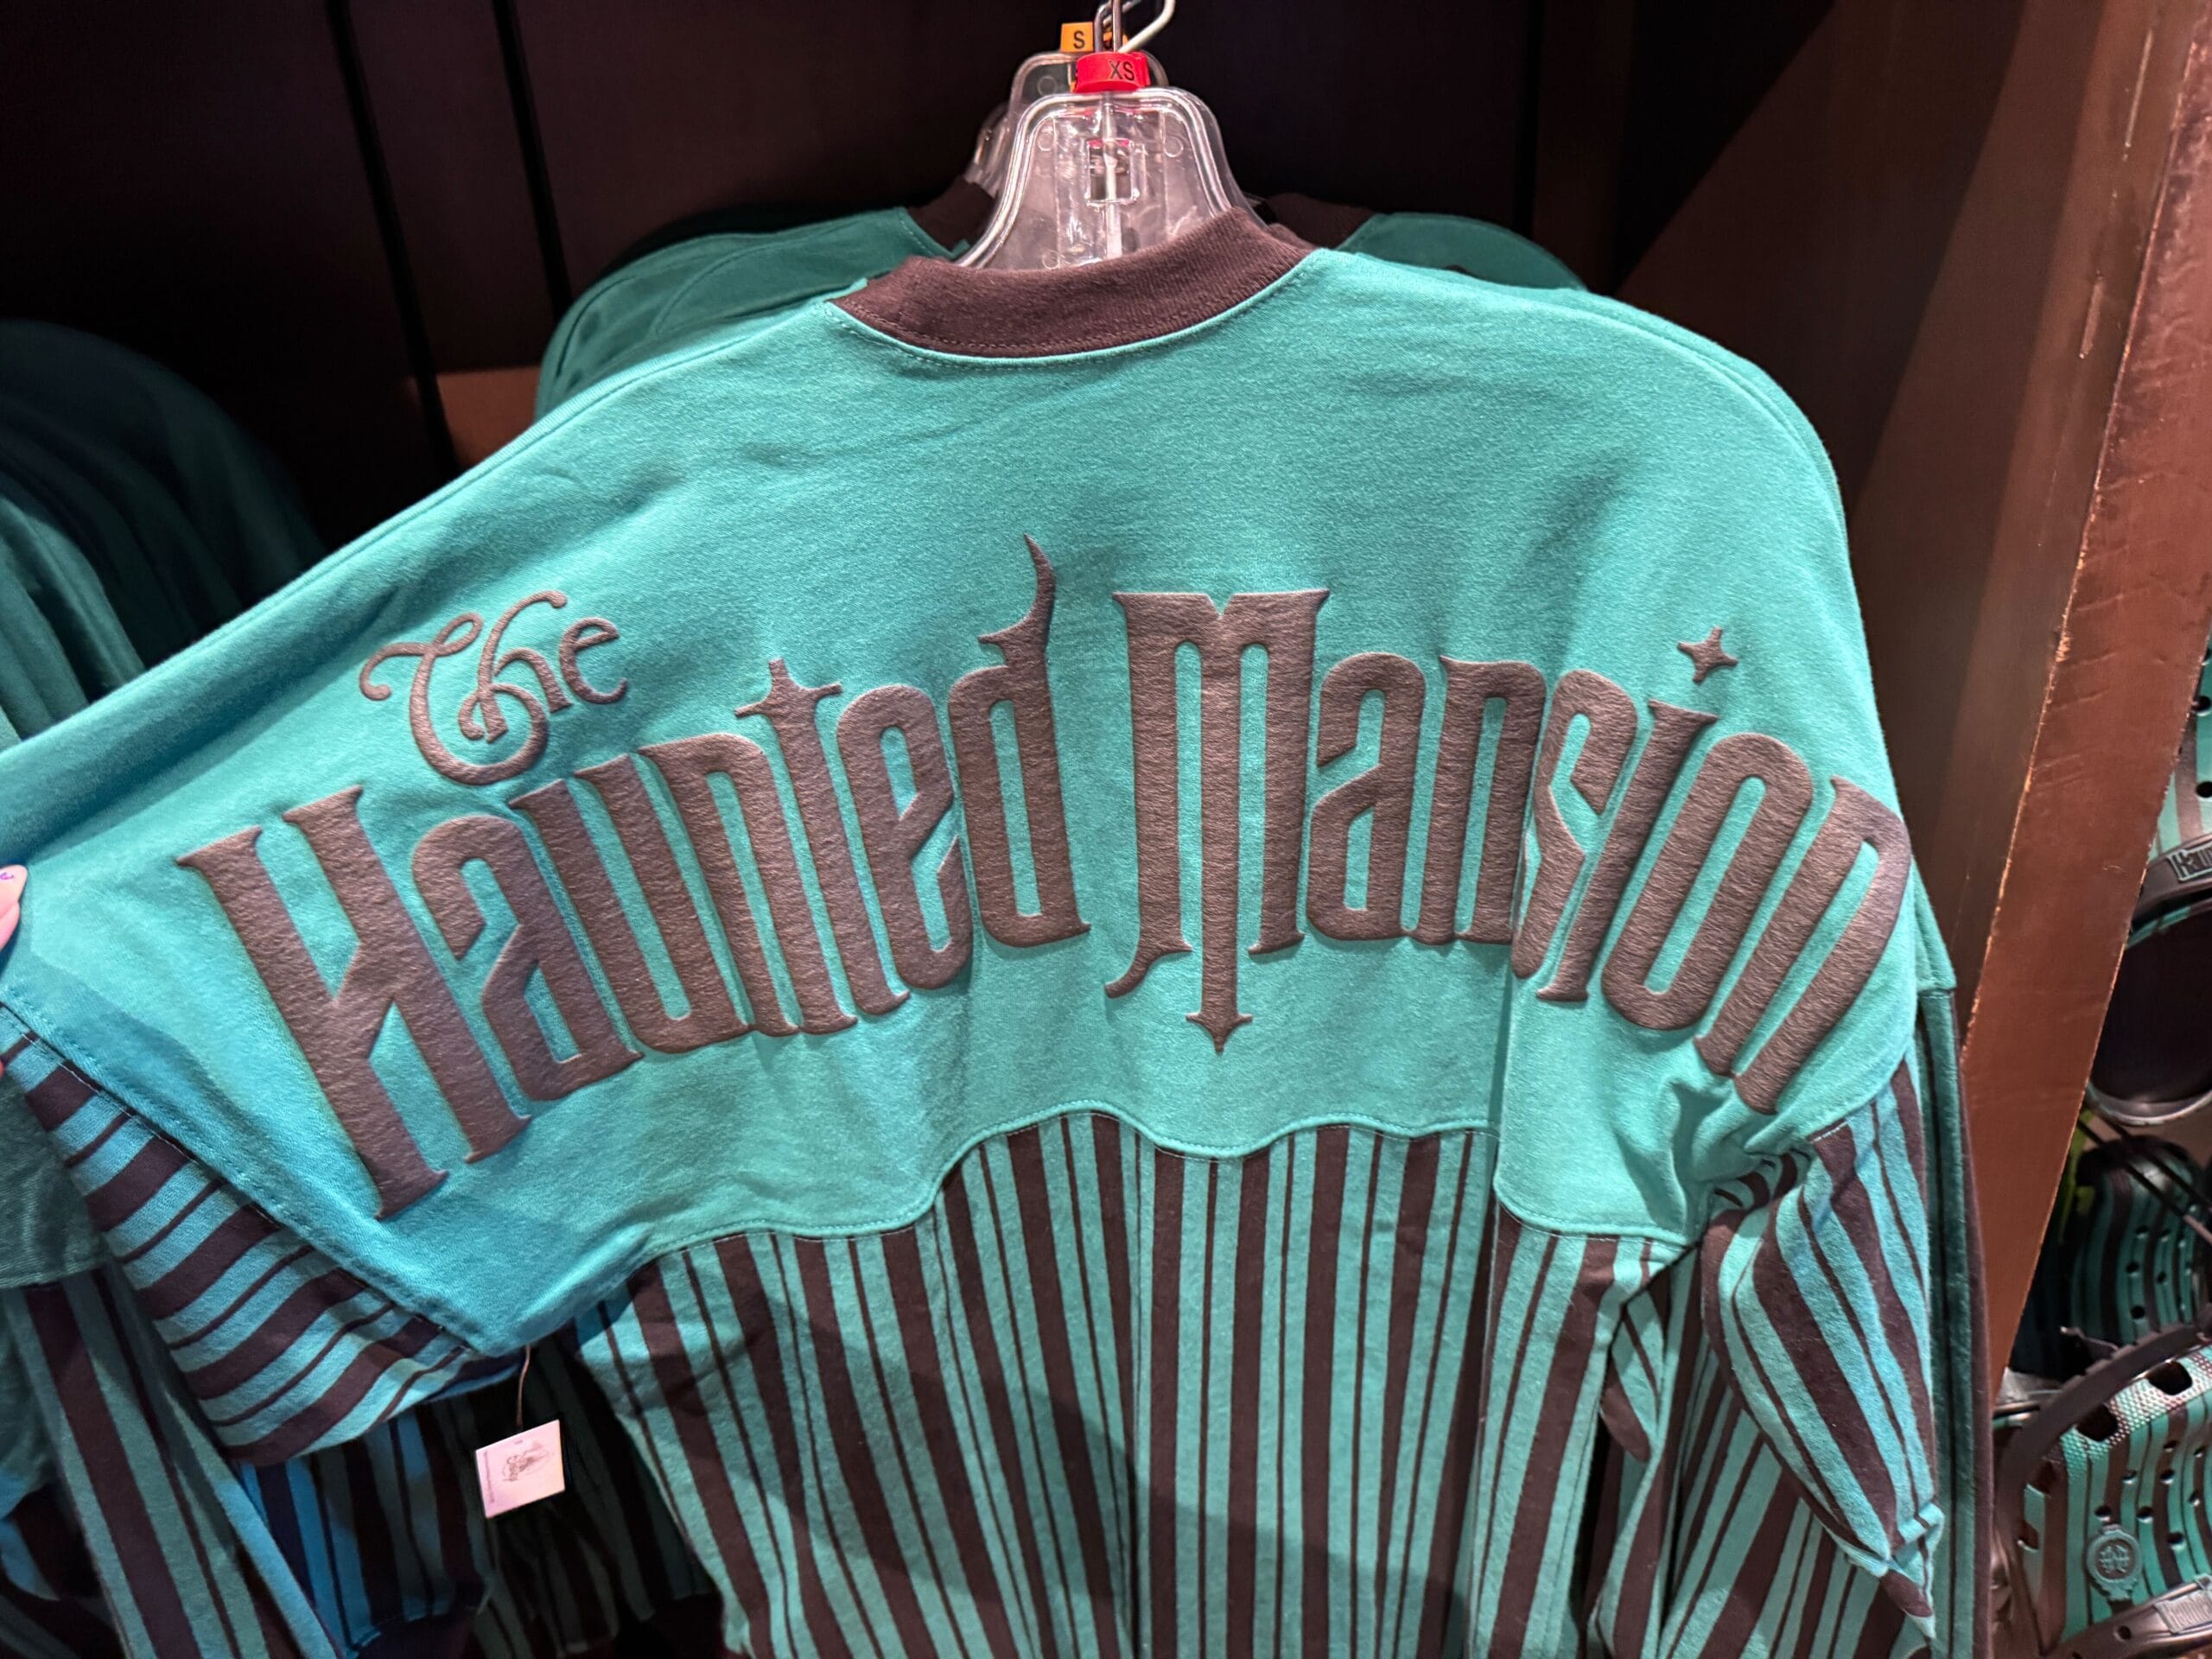 S
XS
The
Haunted Mansion